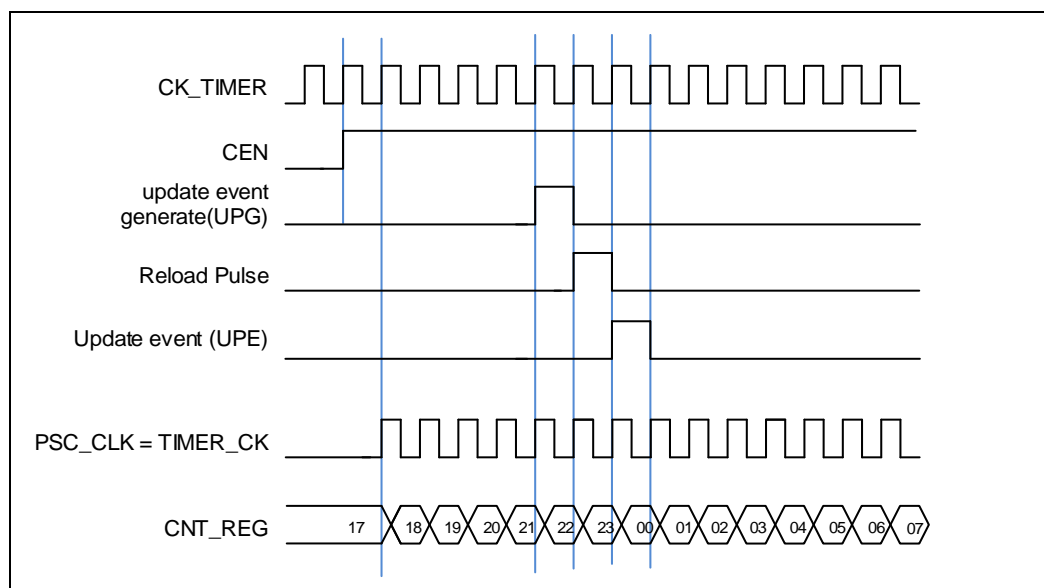 CK_TIMER
CEN
update event
generate(UPG)
Reload Pulse
Update event (UPE)
PSC_CLK = TIMER_CK
CNT_REG 17 18 19 20 21 22 23 00 01 02 03 04 05 06 07